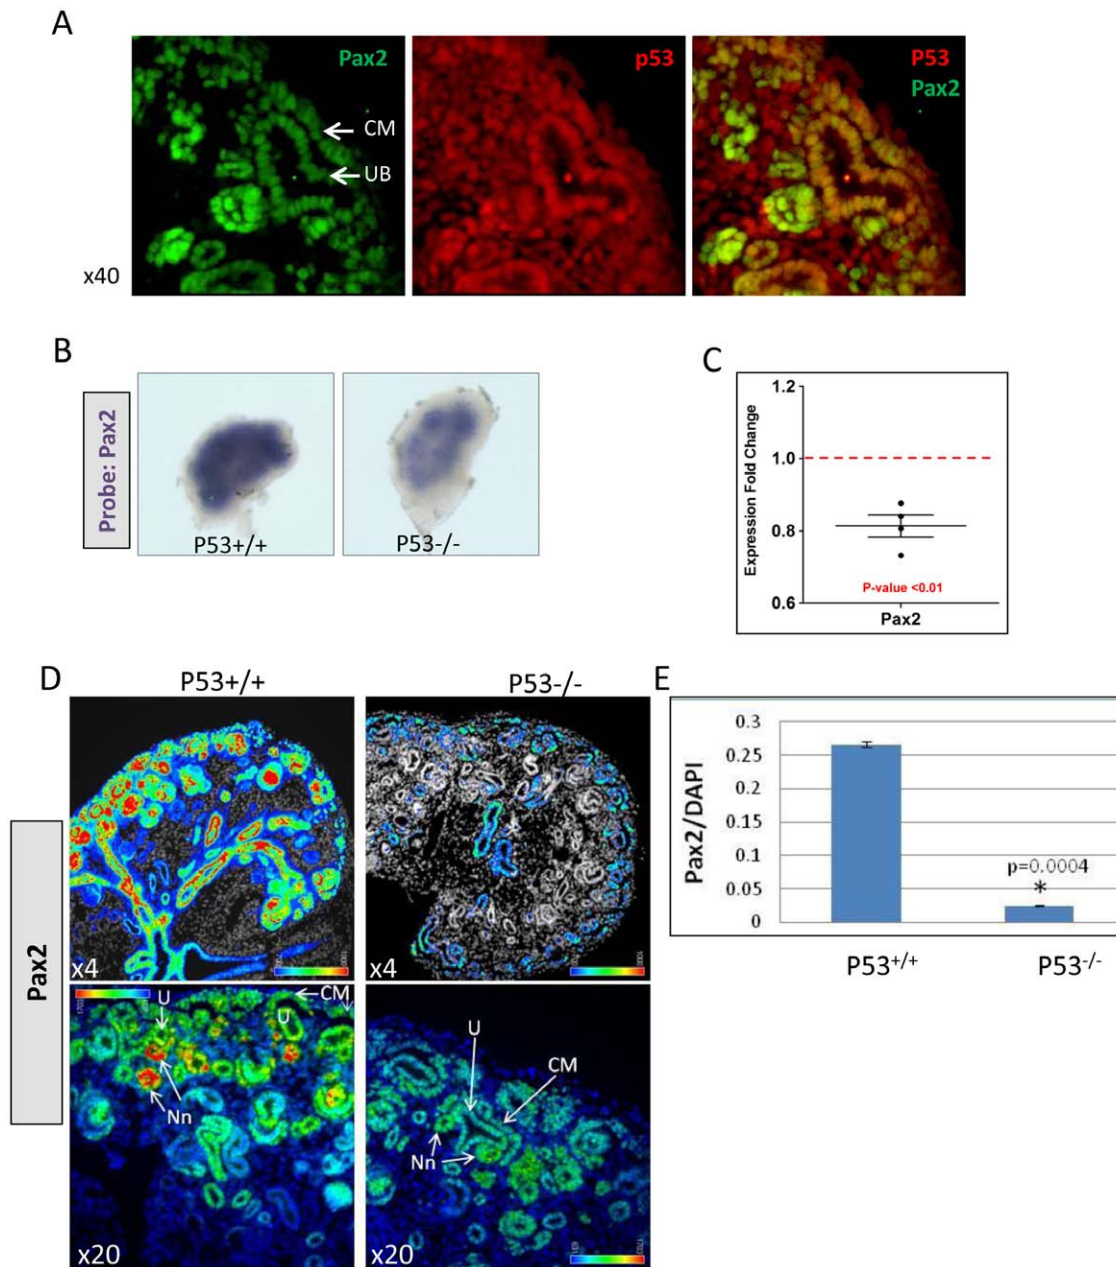 A
Pax2
CM
UB
p53
P53
Pax2
x40
B
Probe: Pax2
P53+/+
P53-/-
C
Expression Fold Change
1.2
1.0
0.8
0.6
P-value <0.01
Pax2
D
P53+/+
P53-/-
Pax2
x4
x4
U
CM
U
Nn
x20
U
CM
Nn
x20
E
Pax2/DAPI
0.3
0.25
0.2
0.15
0.1
0.05
0
p=0.0004
*
P53+/+
P53-/-